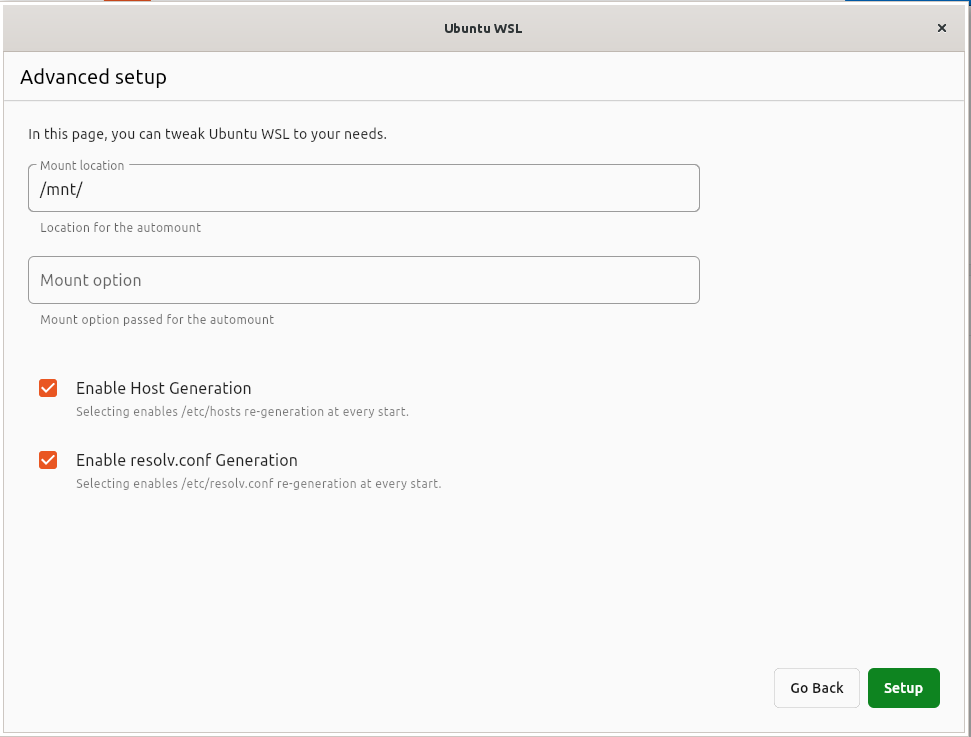 Ubuntu WSL
Advanced setup
In this page, you can tweak Ubuntu WSL to your needs.
Mount location
/mnt/
Location for the automount
Mount option
Mount option passed for the automount
Enable Host Generation
Selecting enables /etc/hosts re-generation at every start.
Enable resolv.conf Generation
Selecting enables /etc/resolv.conf re-generation at every start.
Go Back
Setup